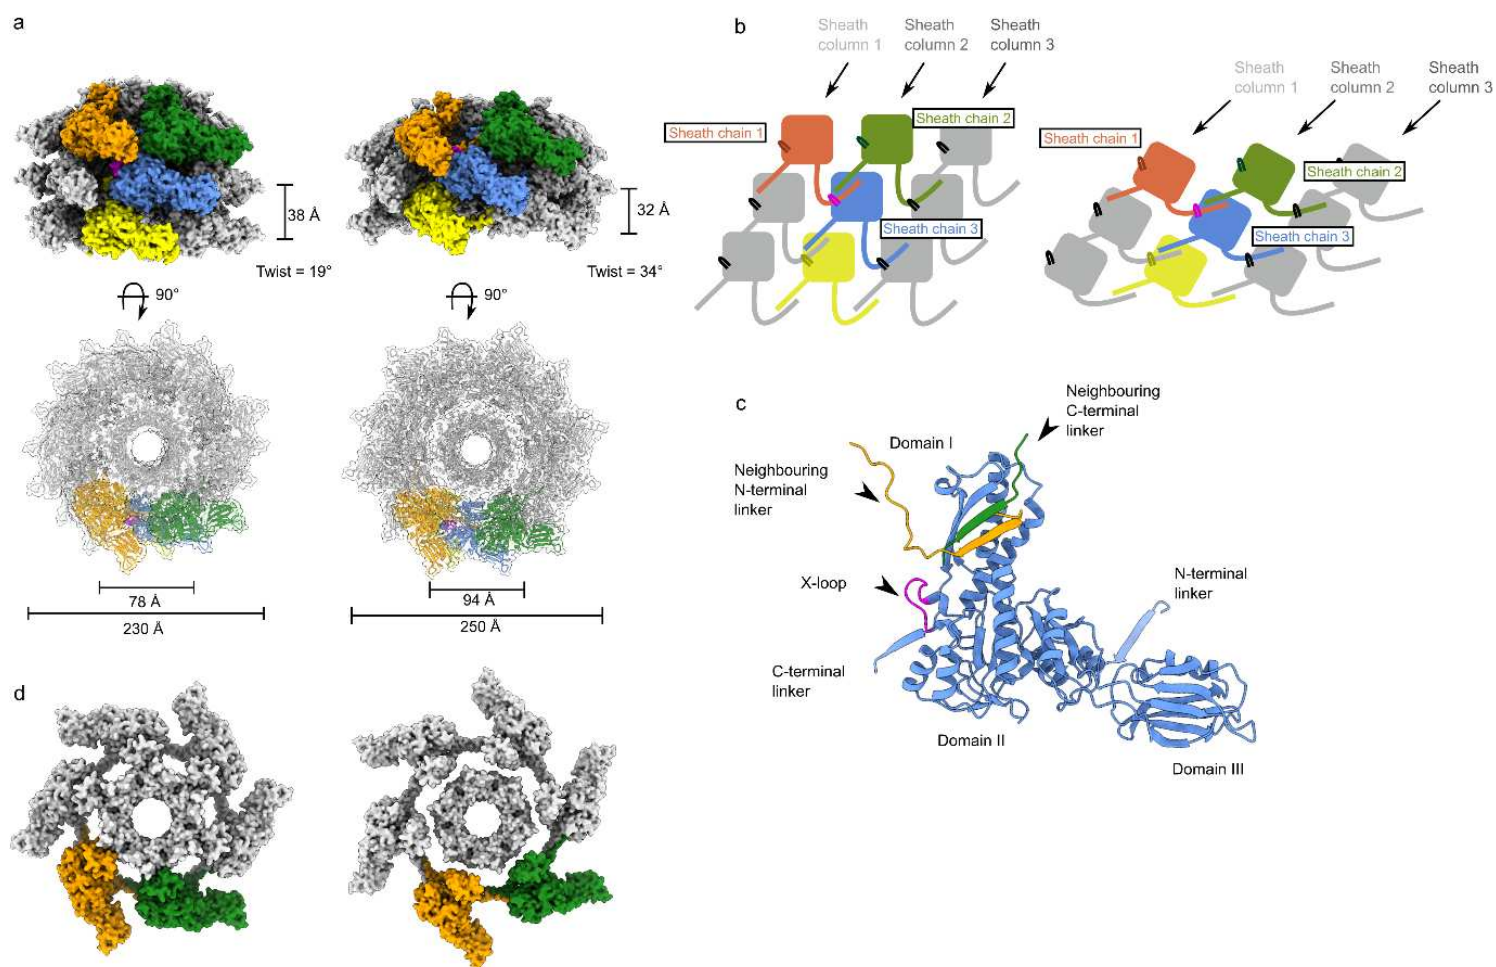 a
38 Å
Twist = 19°
90°
78 Å
230 Å
32 Å
Twist = 34°
90°
94 Å
250 Å
b
Sheath
column 1
Sheath
column 2
Sheath
column 3
Sheath chain 1
Sheath chain 2
Sheath chain 3
Sheath
column 1
Sheath
column 2
Sheath
column 3
Sheath chain 1
Sheath chain 2
Sheath chain 3
c
Neighbouring
C-terminal
linker
Domain I
Neighbouring
N-terminal
linker
X-loop
N-terminal
linker
C-terminal
linker
Domain II
Domain III
d